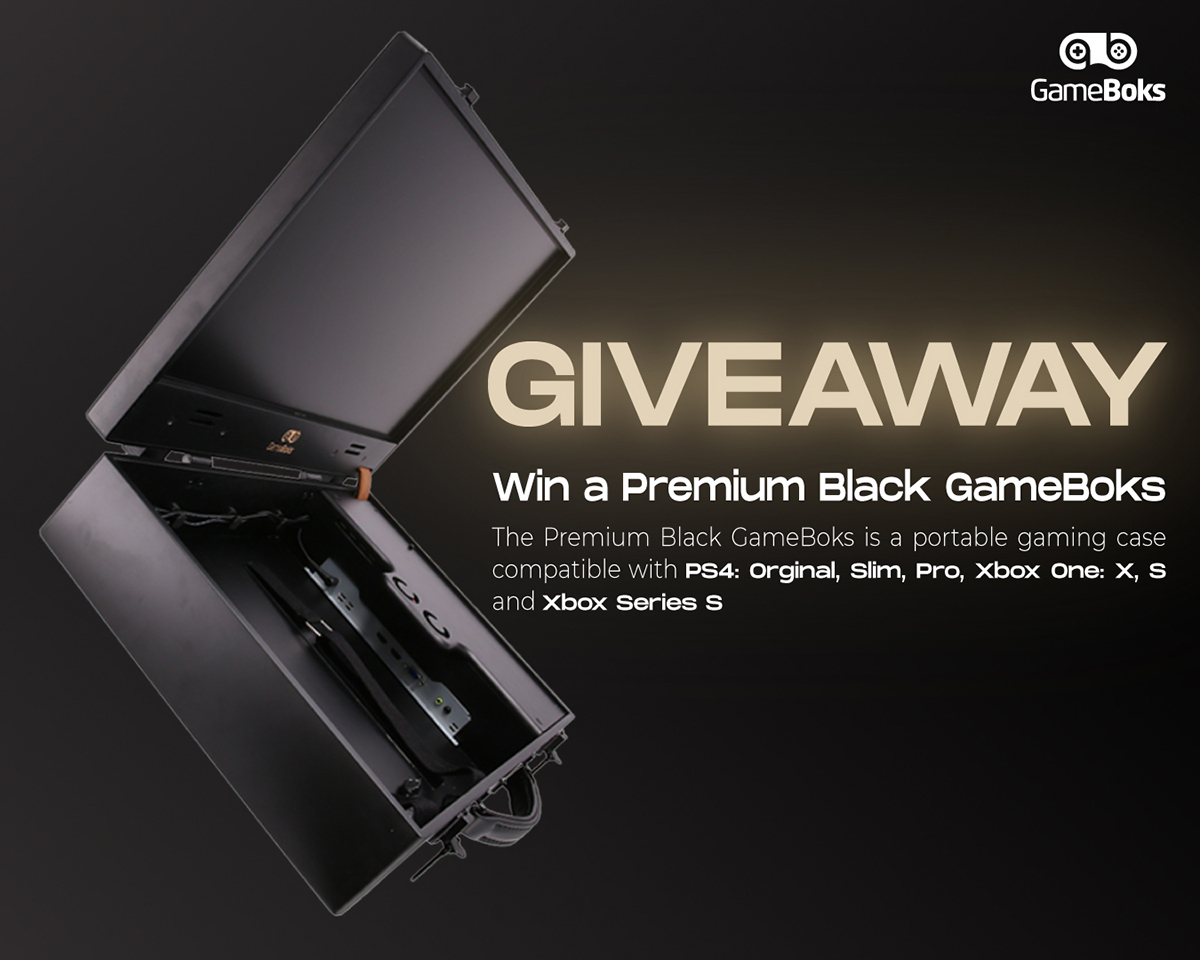 GameBoks
GIVEAWAY
Win a Premium Black GameBoks
The Premium Black GameBoks is a portable gaming case
compatible with PS4: Orginal, Slim, Pro, Xbox One: X, S
and Xbox Series S
GameBoks